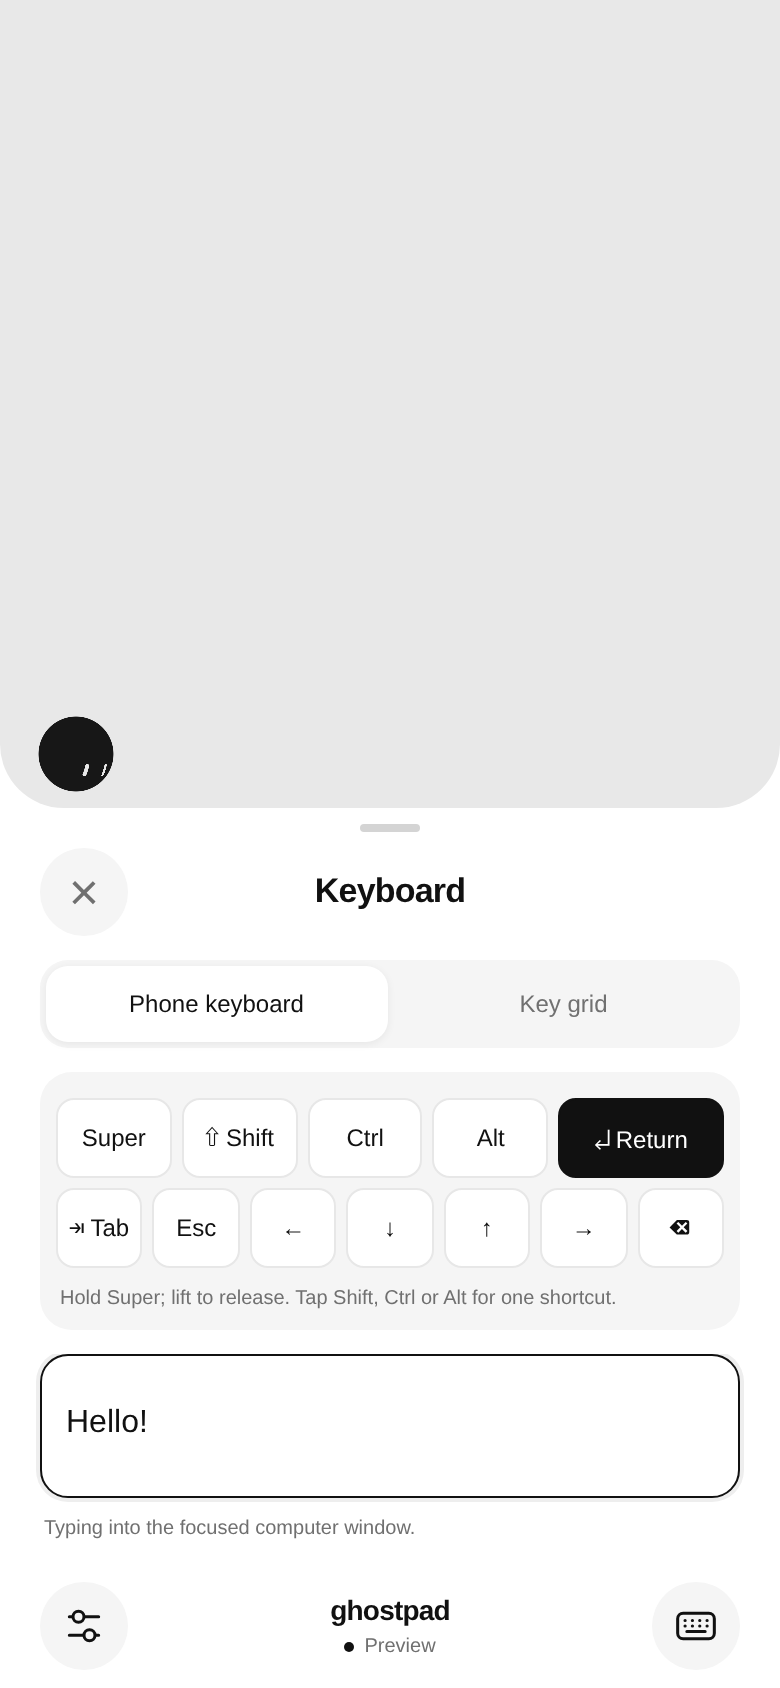 Keyboard
Phone keyboard Key grid
Super ⇧ Shift Ctrl Alt ⏎ Return
⇥ Tab Esc ← ↓ ↑ → ⌫
Hold Super; lift to release. Tap Shift, Ctrl or Alt for one shortcut.
Hello!
Typing into the focused computer window.
ghostpad
Preview